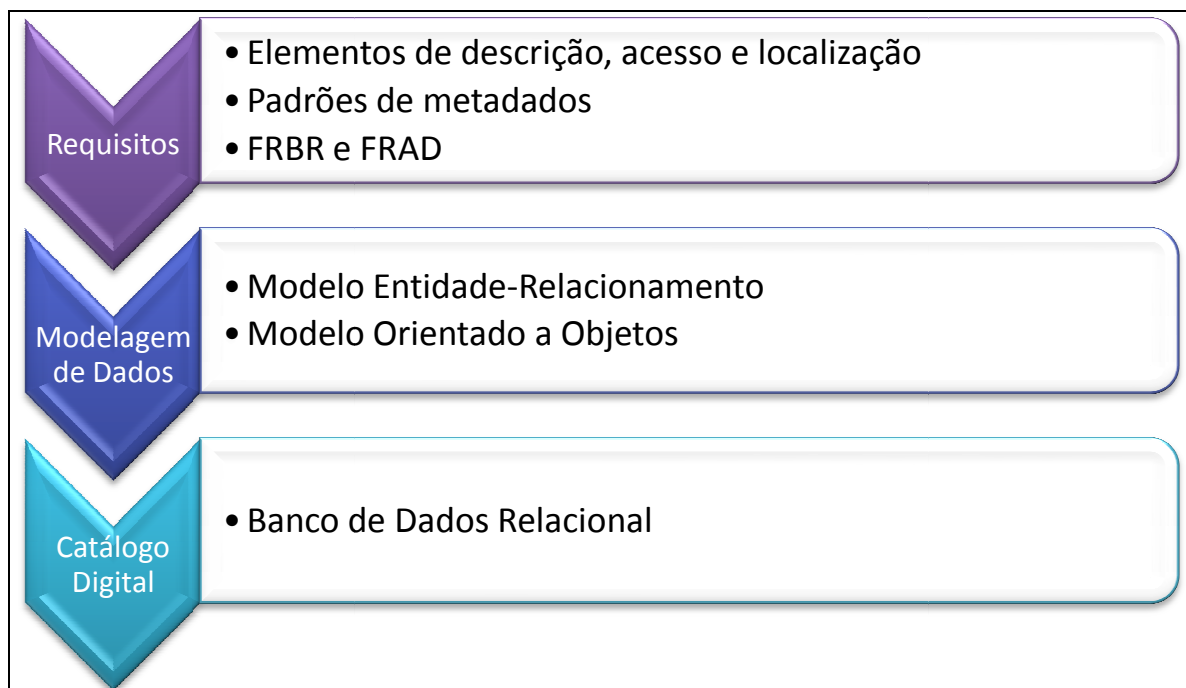 Requisitos
• Elementos de descrição, acesso e localização
• Padrões de metadados
• FRBR e FRAD
Modelagem
de Dados
• Modelo Entidade-Relacionamento
• Modelo Orientado a Objetos
Catálogo
Digital
• Banco de Dados Relacional